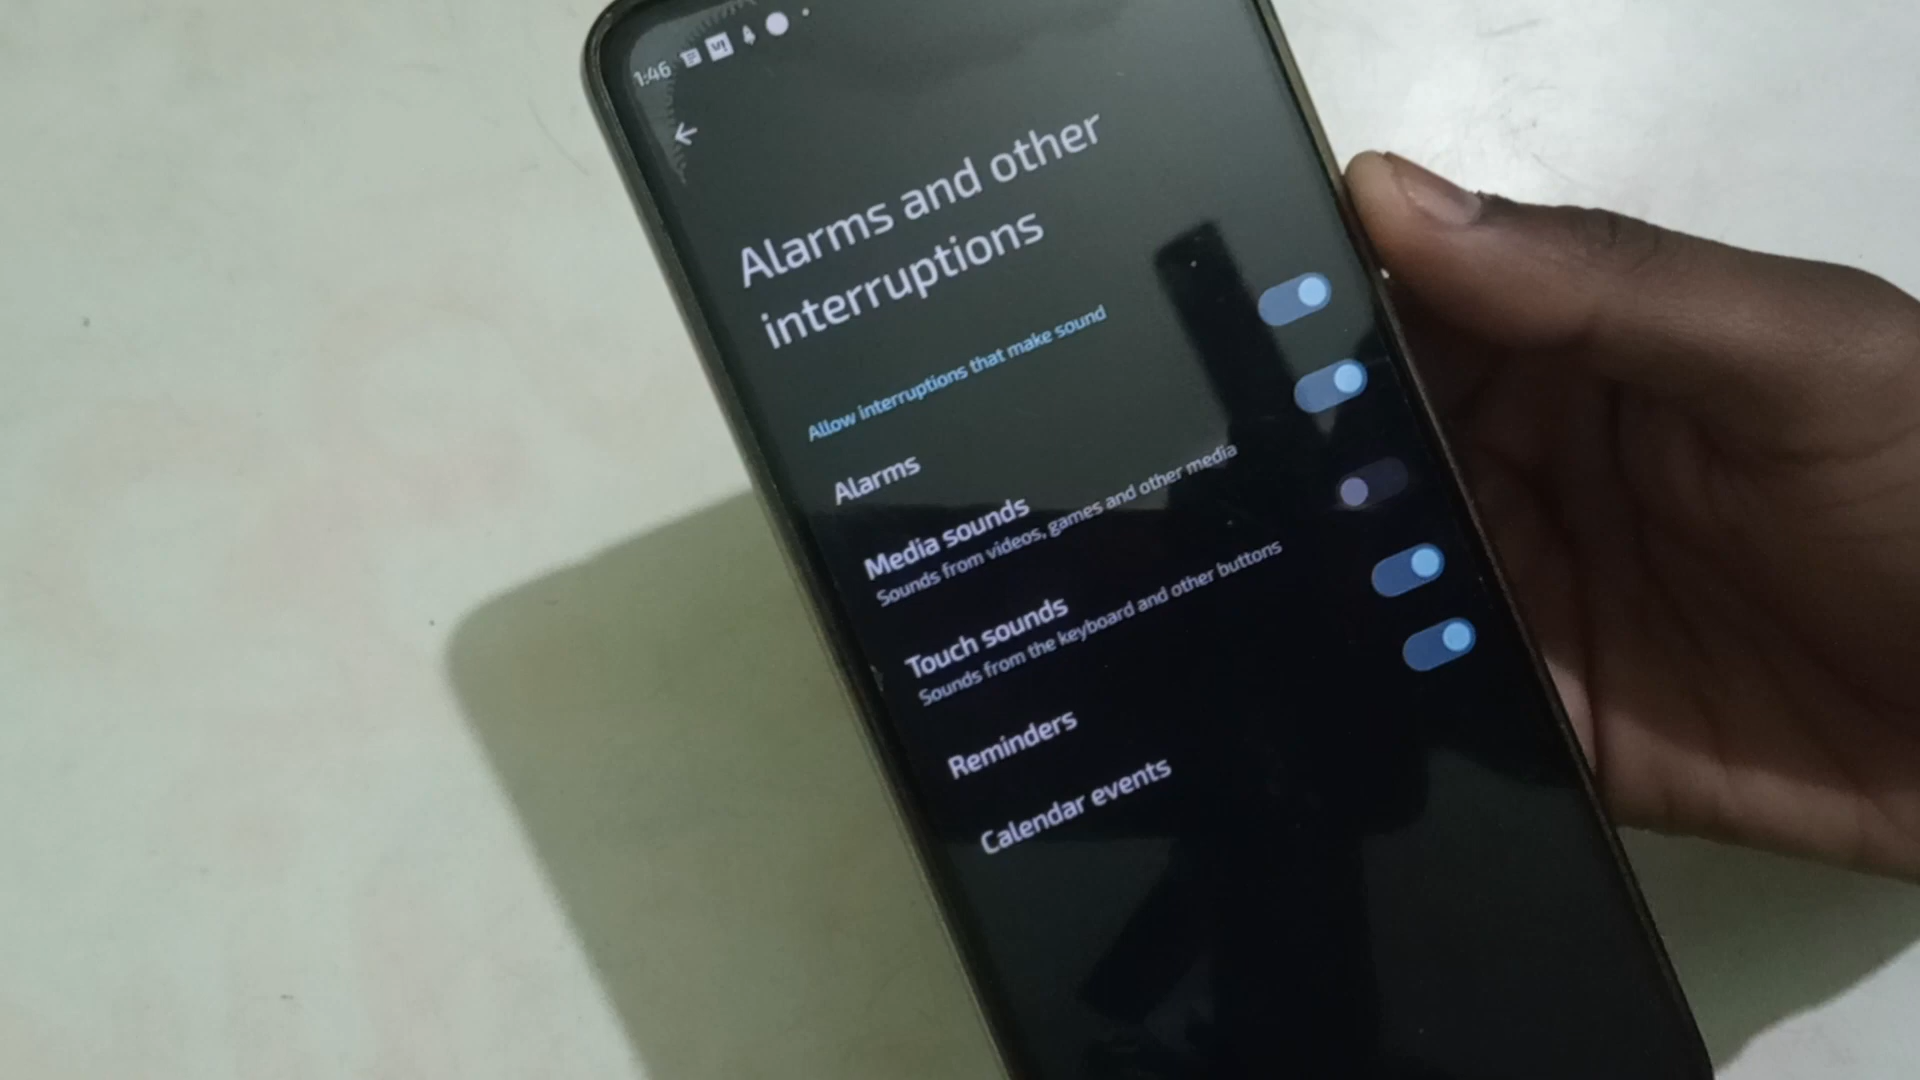 1:46
Alarms and other
interruptions
Allow interruptions that make sound
Alarms
Media sounds
Sounds from videos, games and other media
Touch sounds
Sounds from the keyboard and other buttons
Reminders
Calendar events